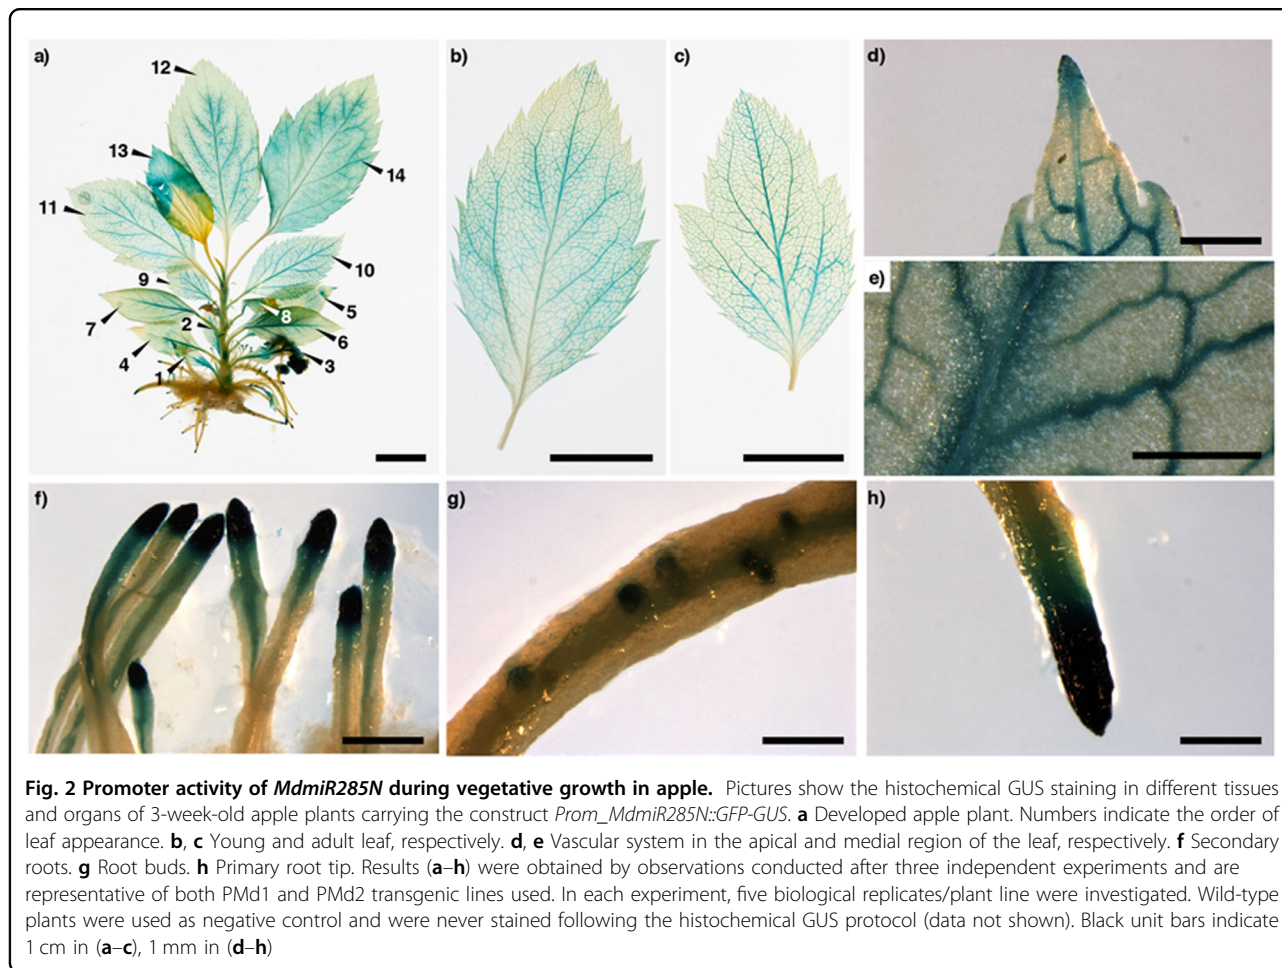 a)
12
13
14
11
10
9
5
8
7
2
6
4
3
1
b)
c)
d)
e)
f)
g)
h)
Fig. 2 Promoter activity of MdmiR285N during vegetative growth in apple. Pictures show the histochemical GUS staining in different tissues
and organs of 3-week-old apple plants carrying the construct Prom_MdmiR285N::GFP-GUS. a Developed apple plant. Numbers indicate the order of
leaf appearance. b, c Young and adult leaf, respectively. d, e Vascular system in the apical and medial region of the leaf, respectively. f Secondary
roots. g Root buds. h Primary root tip. Results (a–h) were obtained by observations conducted after three independent experiments and are
representative of both PMd1 and PMd2 transgenic lines used. In each experiment, five biological replicates/plant line were investigated. Wild-type
plants were used as negative control and were never stained following the histochemical GUS protocol (data not shown). Black unit bars indicate
1 cm in (a–c), 1 mm in (d–h)